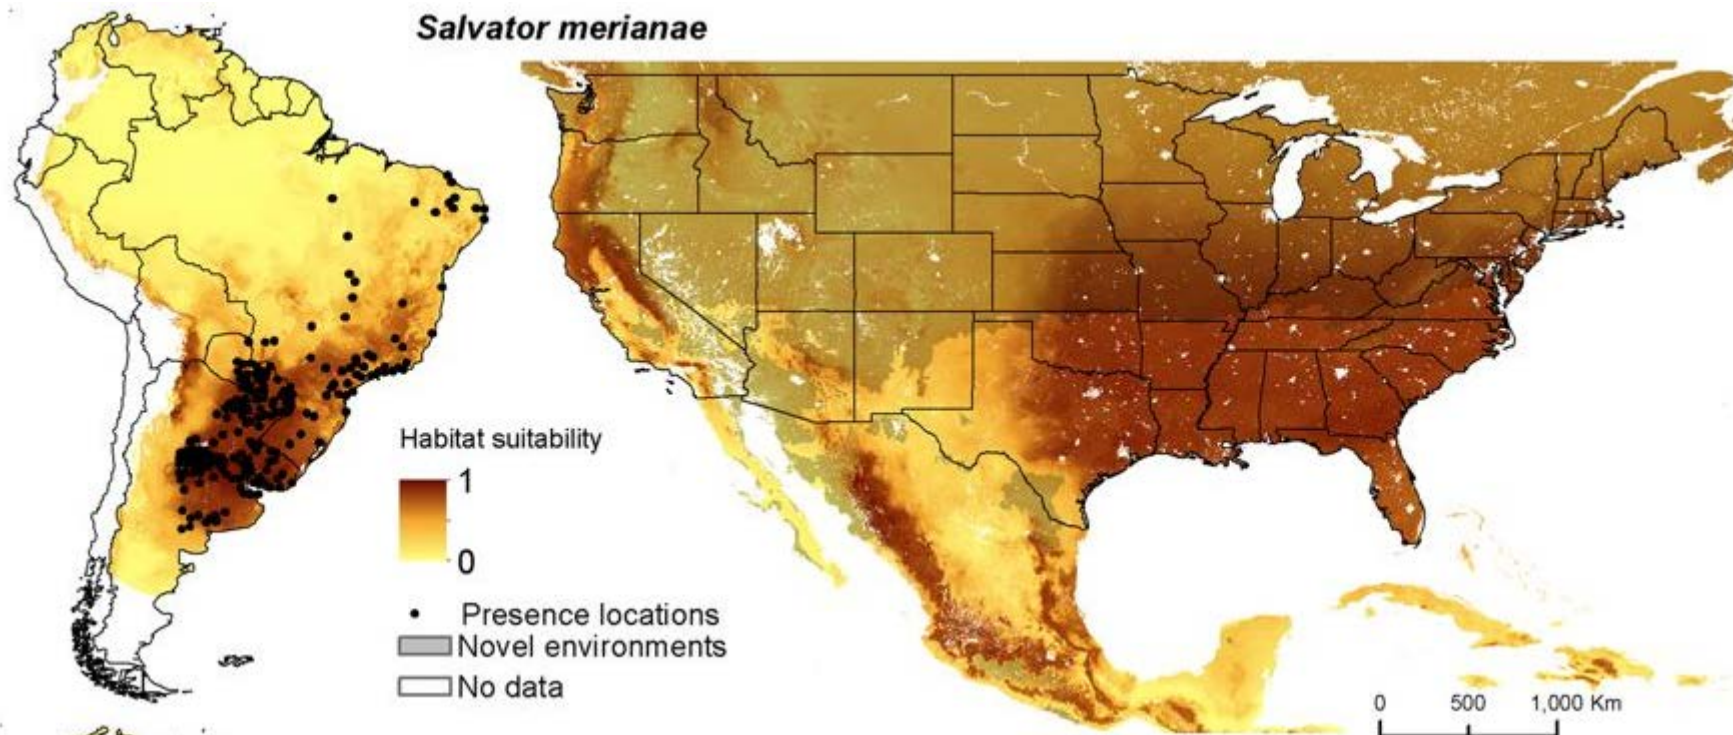 Salvator merianae
Habitat suitability
1
0
Presence locations
Novel environments
No data
0 500 1,000 Km